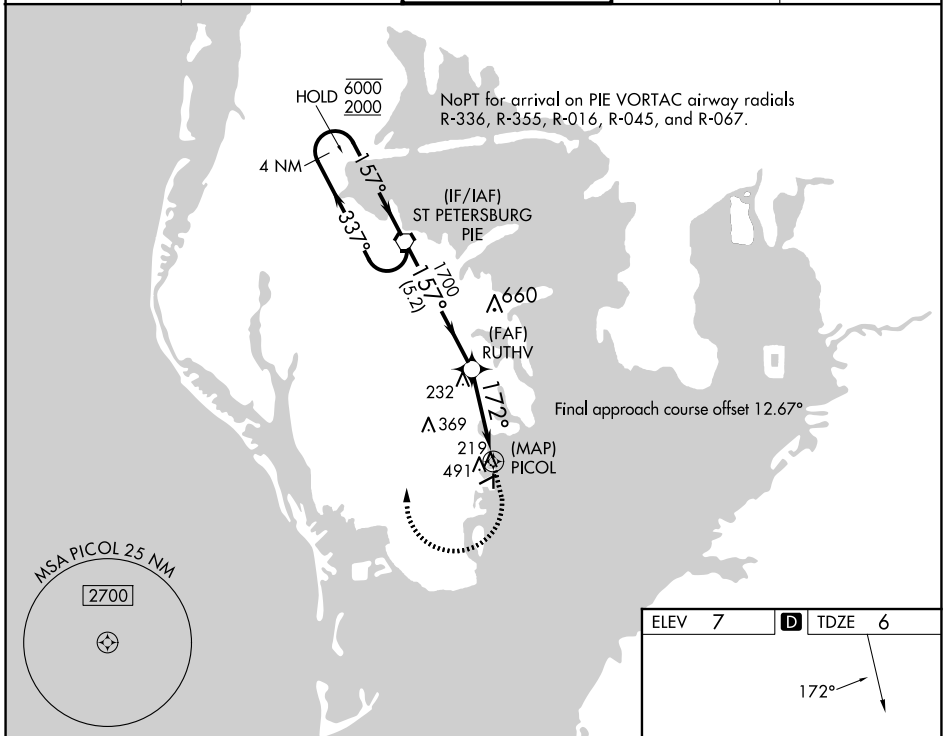 HOLD 6000
2000
NoPT for arrival on PIE VORTAC airway radials
R-336, R-355, R-016, R-045, and R-067.
4 NM
157°
337°
(IF/IAF)
ST PETERSBURG
PIE
1700
157°
(5.2)
660
(FAF)
RUTHV
232
172°
Final approach course offset 12.67°
369
219
491
(MAP)
PICOL
MSA PICOL 25 NM
2700
ELEV 7 D TDZE 6
172°